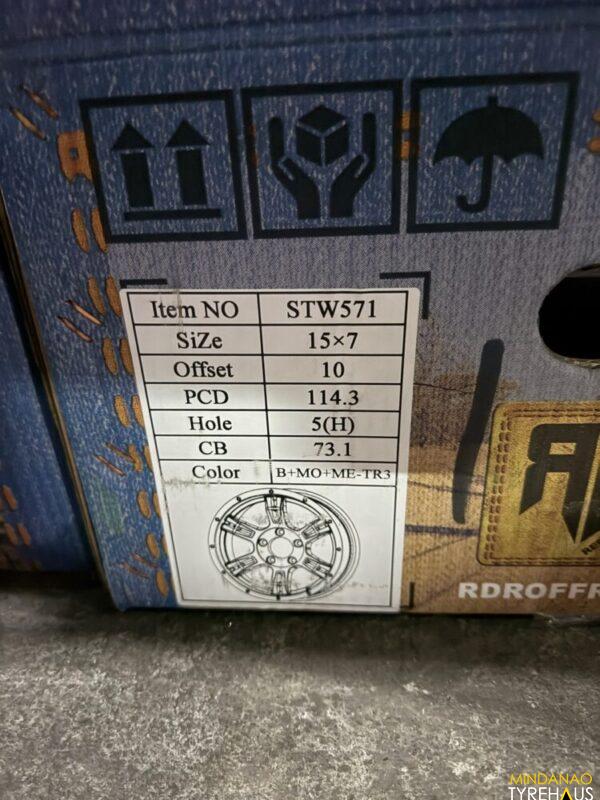 Item NO STW571
SiZe 15×7
Offset 10
PCD 114.3
Hole 5(H)
CB 73.1
Color B+MO+ME-TR3
RDROFFR
MINDANAO
TYREHAUS